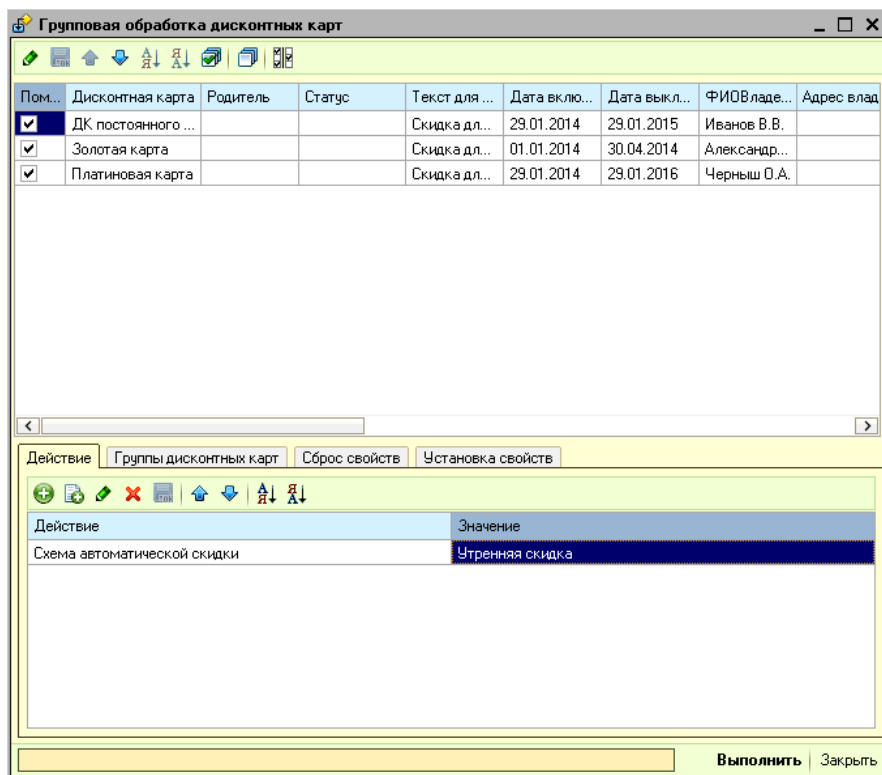 Групповая обработка дисконтных карт
Пом... Дисконтная карта Родитель Статус Текст для ... Дата вклю... Дата выкл... ФИОВладе... Адрес влад
ДК постоянного ... Скидка дл... 29.01.2014 29.01.2015 Иванов В.В.
Золотая карта Скидка дл... 01.01.2014 30.04.2014 Александр...
Платиновая карта Скидка дл... 29.01.2014 29.01.2016 Черныш О.А.
Действие Группы дисконтных карт Сброс свойств Установка свойств
Действие Значение
Схема автоматической скидки Утренняя скидка
Выполнить Закрыть